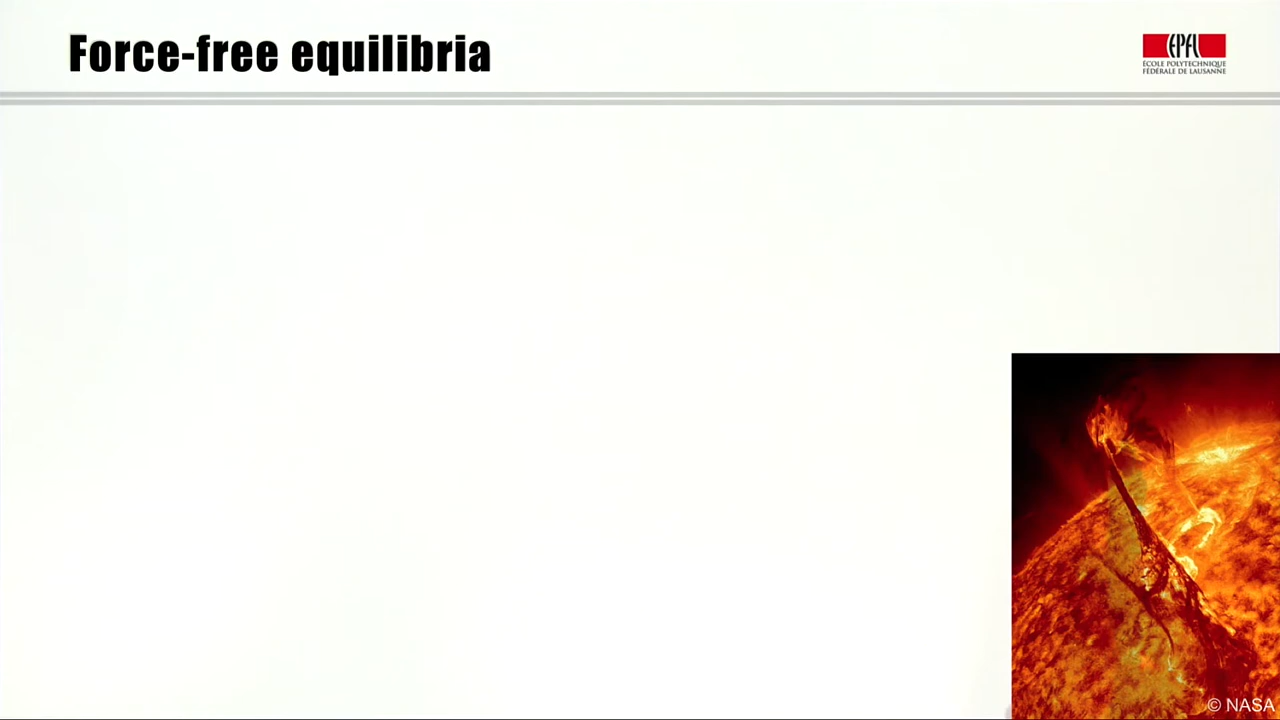 Force-free equilibria
EPFL
ÉCOLE POLYTECHNIQUE
FÉDÉRALE DE LAUSANNE
© NASA